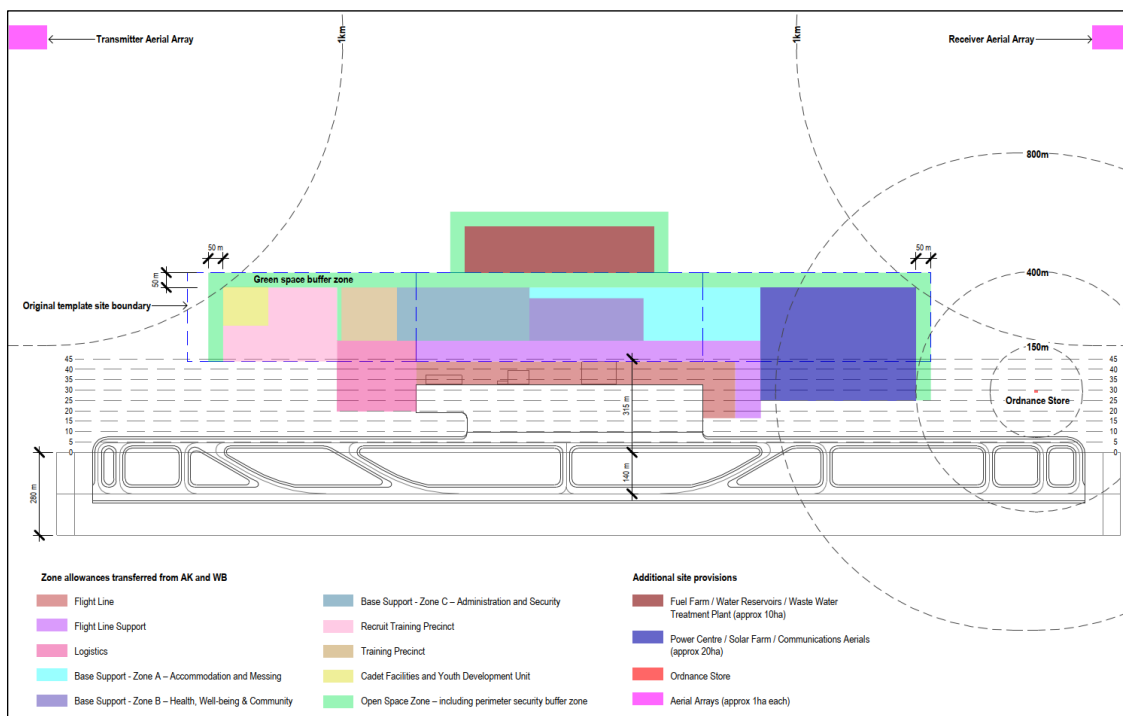 Transmitter Aerial Array
1km
1km
Receiver Aerial Array
800m
50 m
50 m
50 m
Green space buffer zone
400m
Original template site boundary
150m
45
40
35
30
25
20
15
10
5
0
45
40
35
30
25
20
15
10
5
0
315 m
Ordnance Store
140 m
280 m
Zone allowances transferred from AK and WB
Flight Line
Flight Line Support
Logistics
Base Support - Zone A – Accommodation and Messing
Base Support - Zone B – Health, Well-being & Community
Base Support - Zone C – Administration and Security
Recruit Training Precinct
Training Precinct
Cadet Facilities and Youth Development Unit
Open Space Zone – including perimeter security buffer zone
Additional site provisions
Fuel Farm / Water Reservoirs / Waste Water
Treatment Plant (approx 10ha)
Power Centre / Solar Farm / Communications Aerials
(approx 20ha)
Ordnance Store
Aerial Arrays (approx 1ha each)